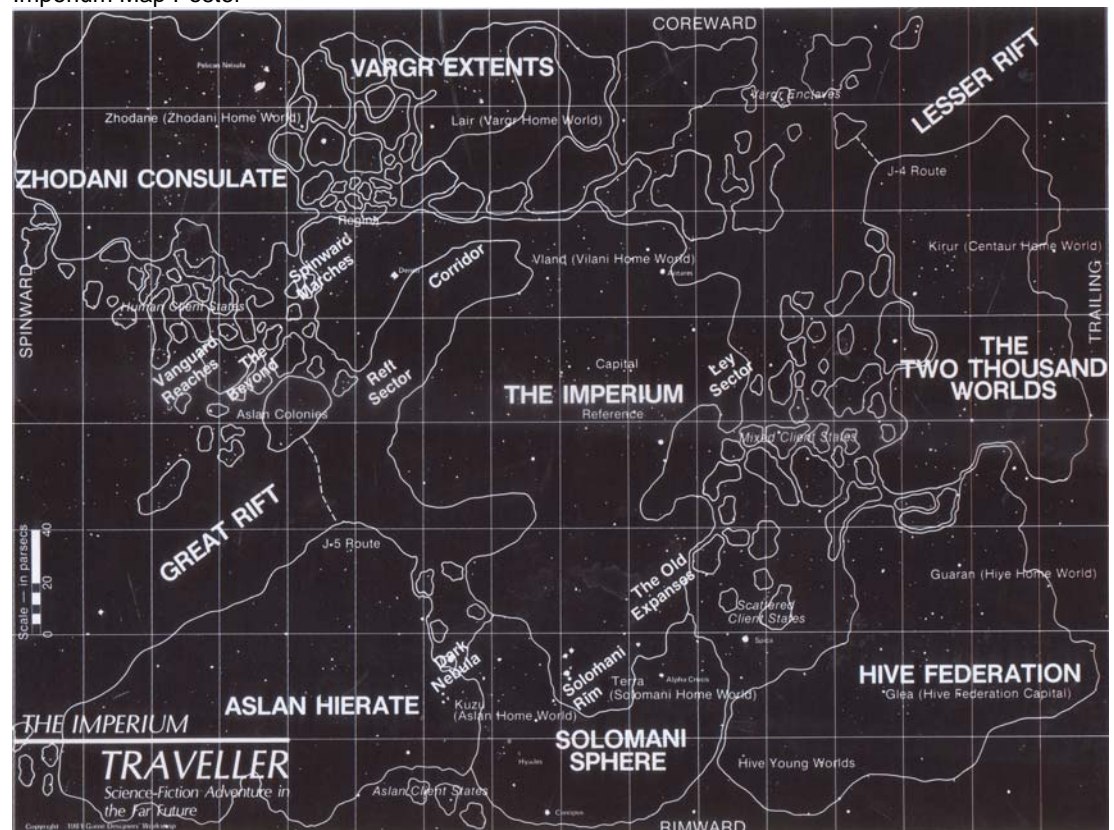 Imperium Map Poster
COREWARD
Pelican Nebula
VARGR EXTENTS
Vargr Enclaves
LESSER RIFT
Zhodane (Zhodani Home World)
Lair (Vargr Home World)
ZHODANI CONSULATE
J-4 Route
Regina
Spinward
Marches
Deneb
Corridor
Vland (Vilani Home World)
Antares
Kirur (Centaur Home World)
SPINWARD
TRAILING
Human Client States
Vanguard
Reaches
The
Beyond
Reft
Sector
Capital
Ley
Sector
THE
TWO THOUSAND
WORLDS
THE IMPERIUM
Reference
Aslan Colonies
Mixed Client States
GREAT RIFT
J-5 Route
Scale — in parsecs
0
20
40
The Old
Expanses
Guaran (Hiye Home World)
Scattered
Client States
Spica
Dark
Nebula
Solomani
Rim
Terra
(Solomani Home World)
Alpha Crucis
HIVE FEDERATION
Glea (Hive Federation Capital)
ASLAN HIERATE
Kuzu
(Aslan Home World)
THE IMPERIUM
TRAVELLER
Science-Fiction Adventure in
the Far Future
SOLOMANI
SPHERE
Hyades
Hive Young Worlds
Aslan Client States
Canopus
Copyright 1981 Game Designers' Workshop
RIMWARD